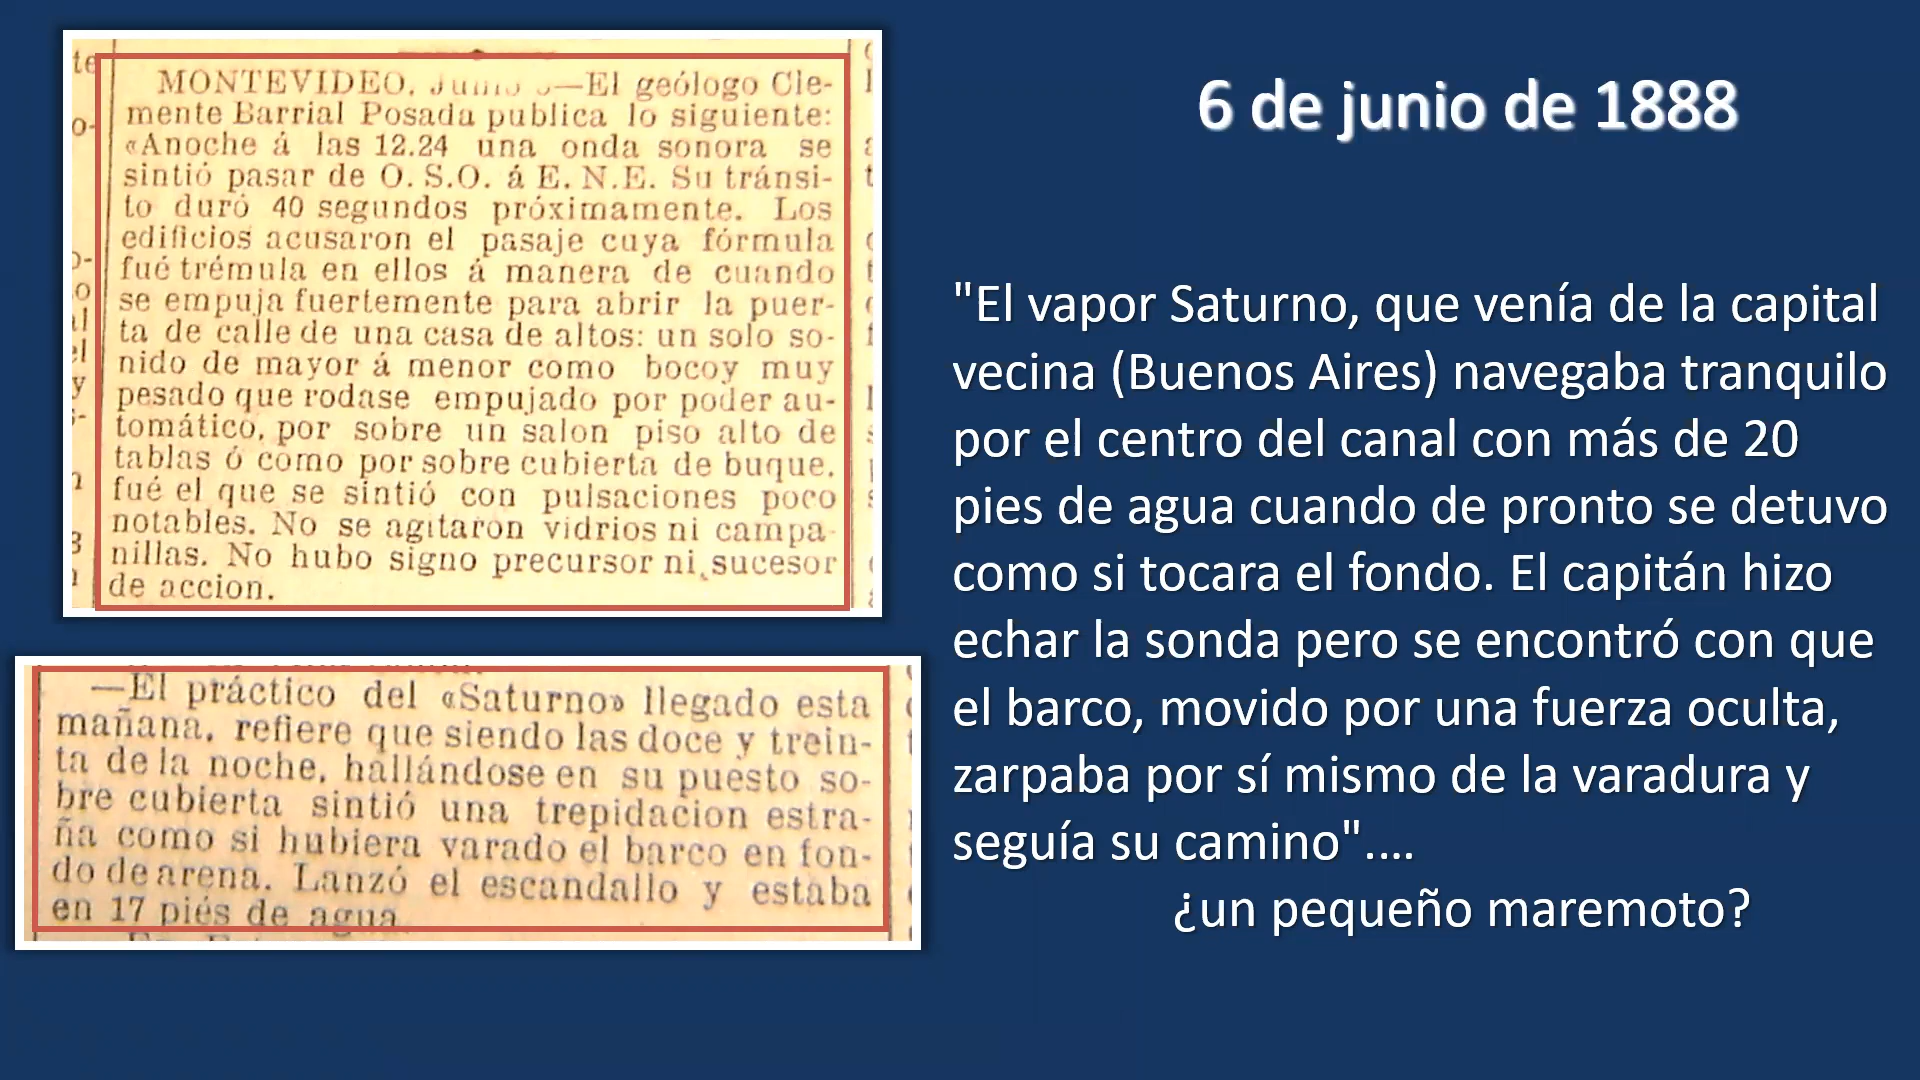 MONTEVIDEO, Junio —El geólogo Cle-
mente Barrial Posada publica lo siguiente:
«Anoche á las 12.24 una onda sonora se
sintió pasar de O. S.O. á E. N.E. Su tránsi-
to duró 40 segundos próximamente. Los
edificios acusaron el pasaje cuya fórmula
fué trémula en ellos á manera de cuando
se empuja fuertemente para abrir la puer-
ta de calle de una casa de altos: un solo so-
nido de mayor á menor como bocoy muy
pesado que rodase empujado por poder au-
tomático, por sobre un salon piso alto de
tablas ó como por sobre cubierta de buque.
fué el que se sintió con pulsaciones poco
notables. No se agitaron vidrios ni campa-
nillas. No hubo signo precursor ni sucesor
de accion.
—El práctico del «Saturno» llegado esta
mañana, refiere que siendo las doce y trein-
ta de la noche, hallándose en su puesto so-
bre cubierta sintió una trepidacion estra-
ña como si hubiera varado el barco en fon-
do de arena. Lanzó el escandallo y estaba
en 17 piés de agua.
6 de junio de 1888
"El vapor Saturno, que venía de la capital
vecina (Buenos Aires) navegaba tranquilo
por el centro del canal con más de 20
pies de agua cuando de pronto se detuvo
como si tocara el fondo. El capitán hizo
echar la sonda pero se encontró con que
el barco, movido por una fuerza oculta,
zarpaba por sí mismo de la varadura y
seguía su camino"....
¿un pequeño maremoto?